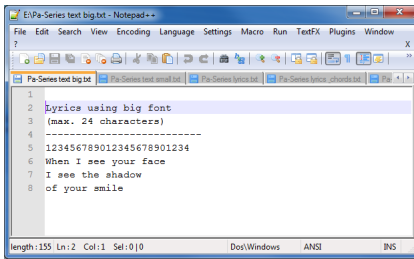 E:\Pa-Series text big.txt - Notepad++
File Edit Search View Encoding Language Settings Macro Run TextFX Plugins Window
? X
Pa-Series text big.txt Pa-Series text small.txt Pa-Series lyrics.txt Pa-Series lyrics_chords.txt Pa-
1
2 Lyrics using big font
3 (max. 24 characters)
4 ------------------------
5 123456789012345678901234
6 When I see your face
7 I see the shadow
8 of your smile
length : 155 Ln : 2 Col : 1 Sel : 0 | 0 Dos\Windows ANSI INS